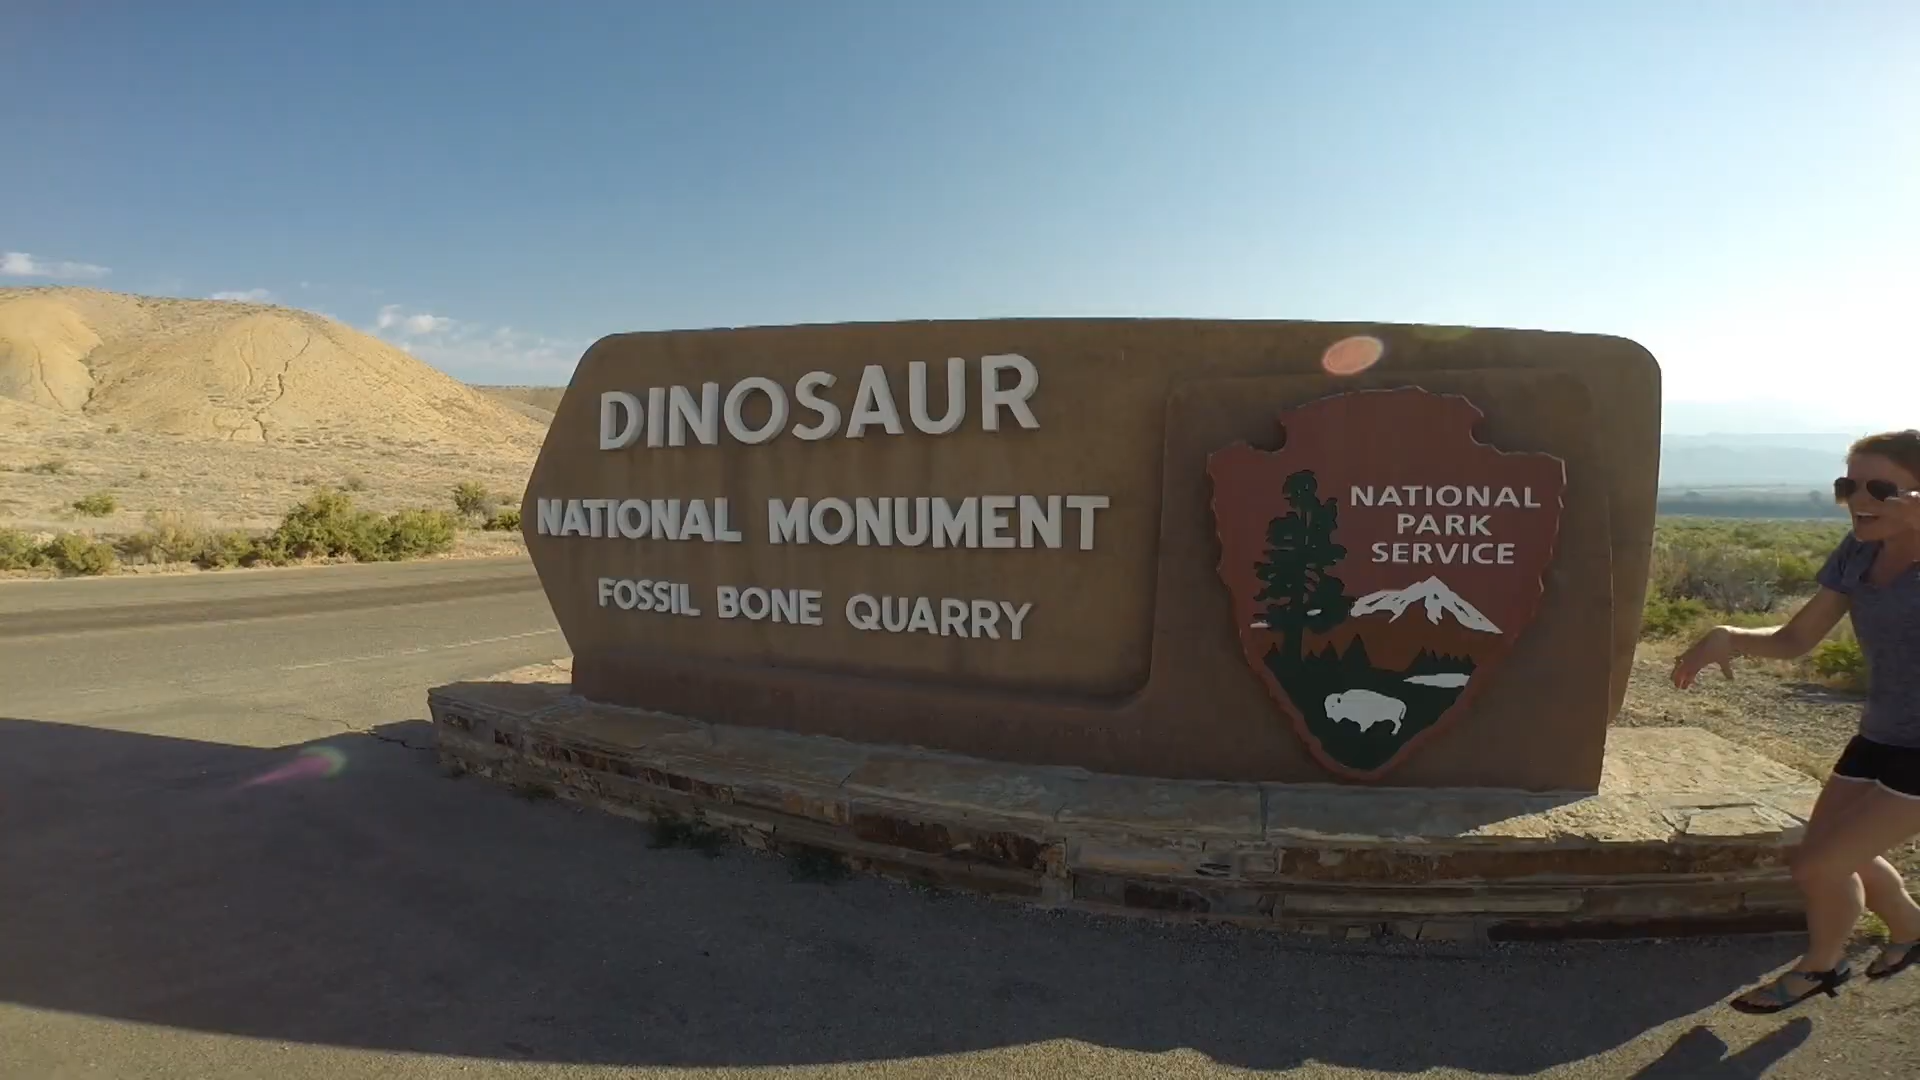 DINOSAUR
NATIONAL MONUMENT
FOSSIL BONE QUARRY
NATIONAL
PARK
SERVICE